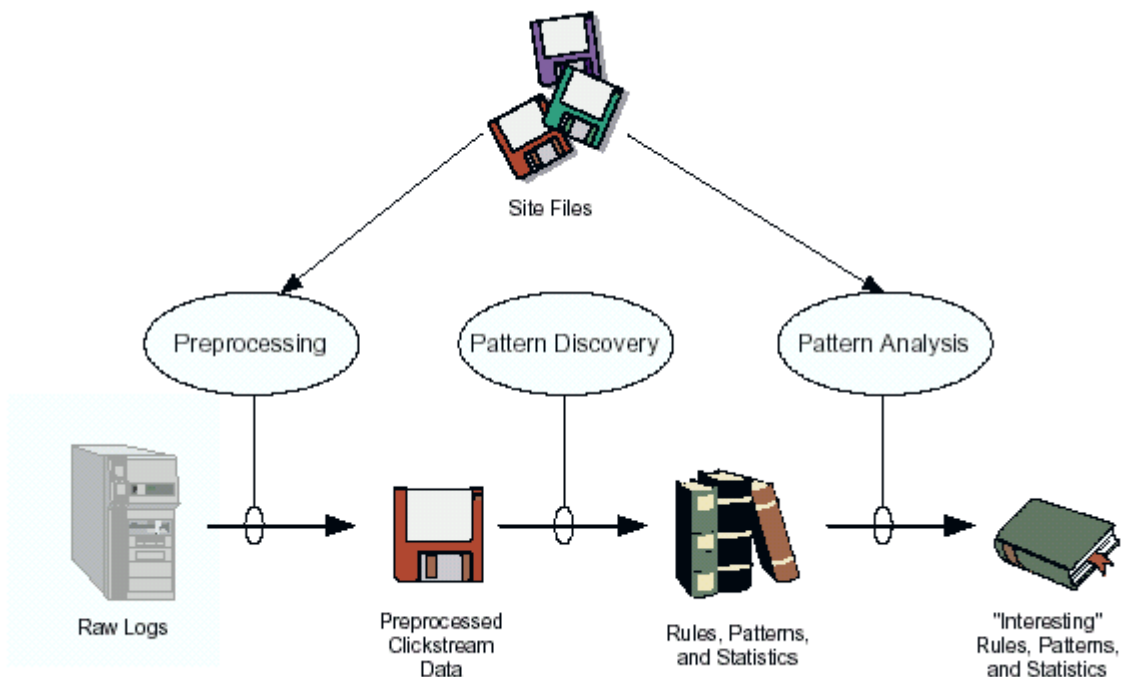 Site Files
Preprocessing
Pattern Discovery
Pattern Analysis
Raw Logs
Preprocessed
Clickstream
Data
Rules, Patterns,
and Statistics
"Interesting"
Rules, Patterns,
and Statistics